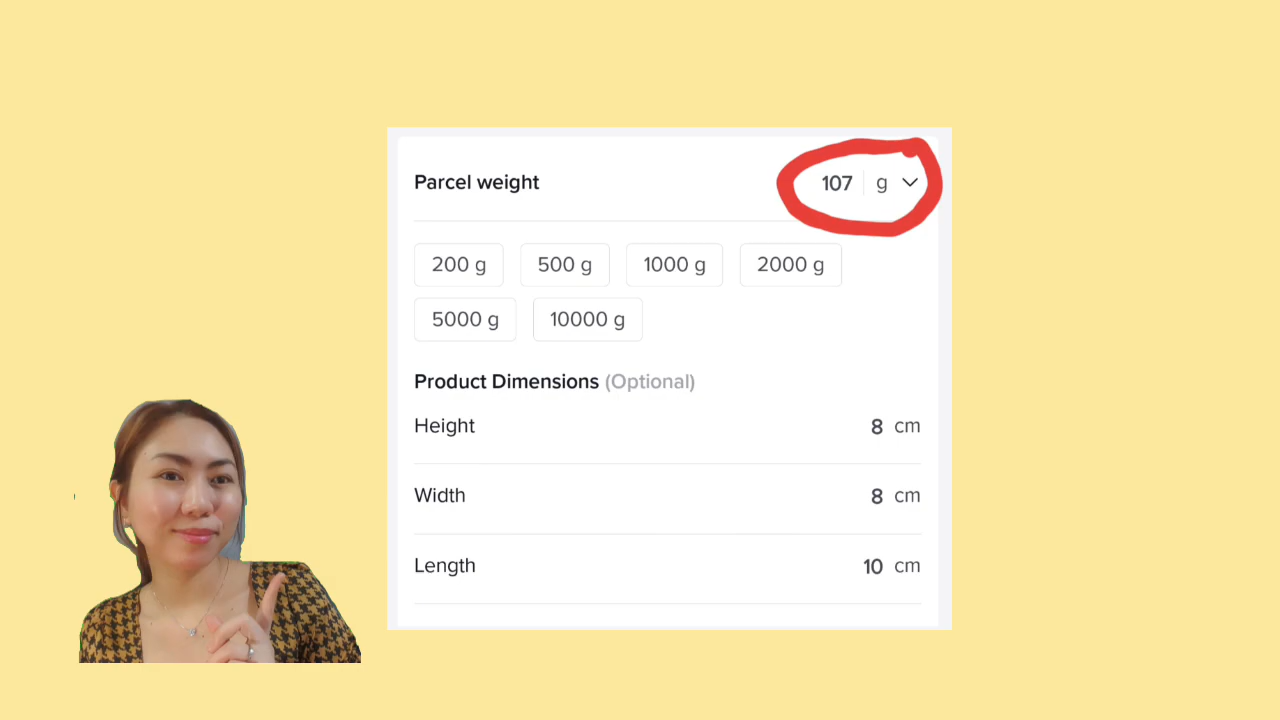 Parcel weight 107 g
200 g 500 g 1000 g 2000 g
5000 g 10000 g
Product Dimensions (Optional)
Height 8 cm
Width 8 cm
Length 10 cm